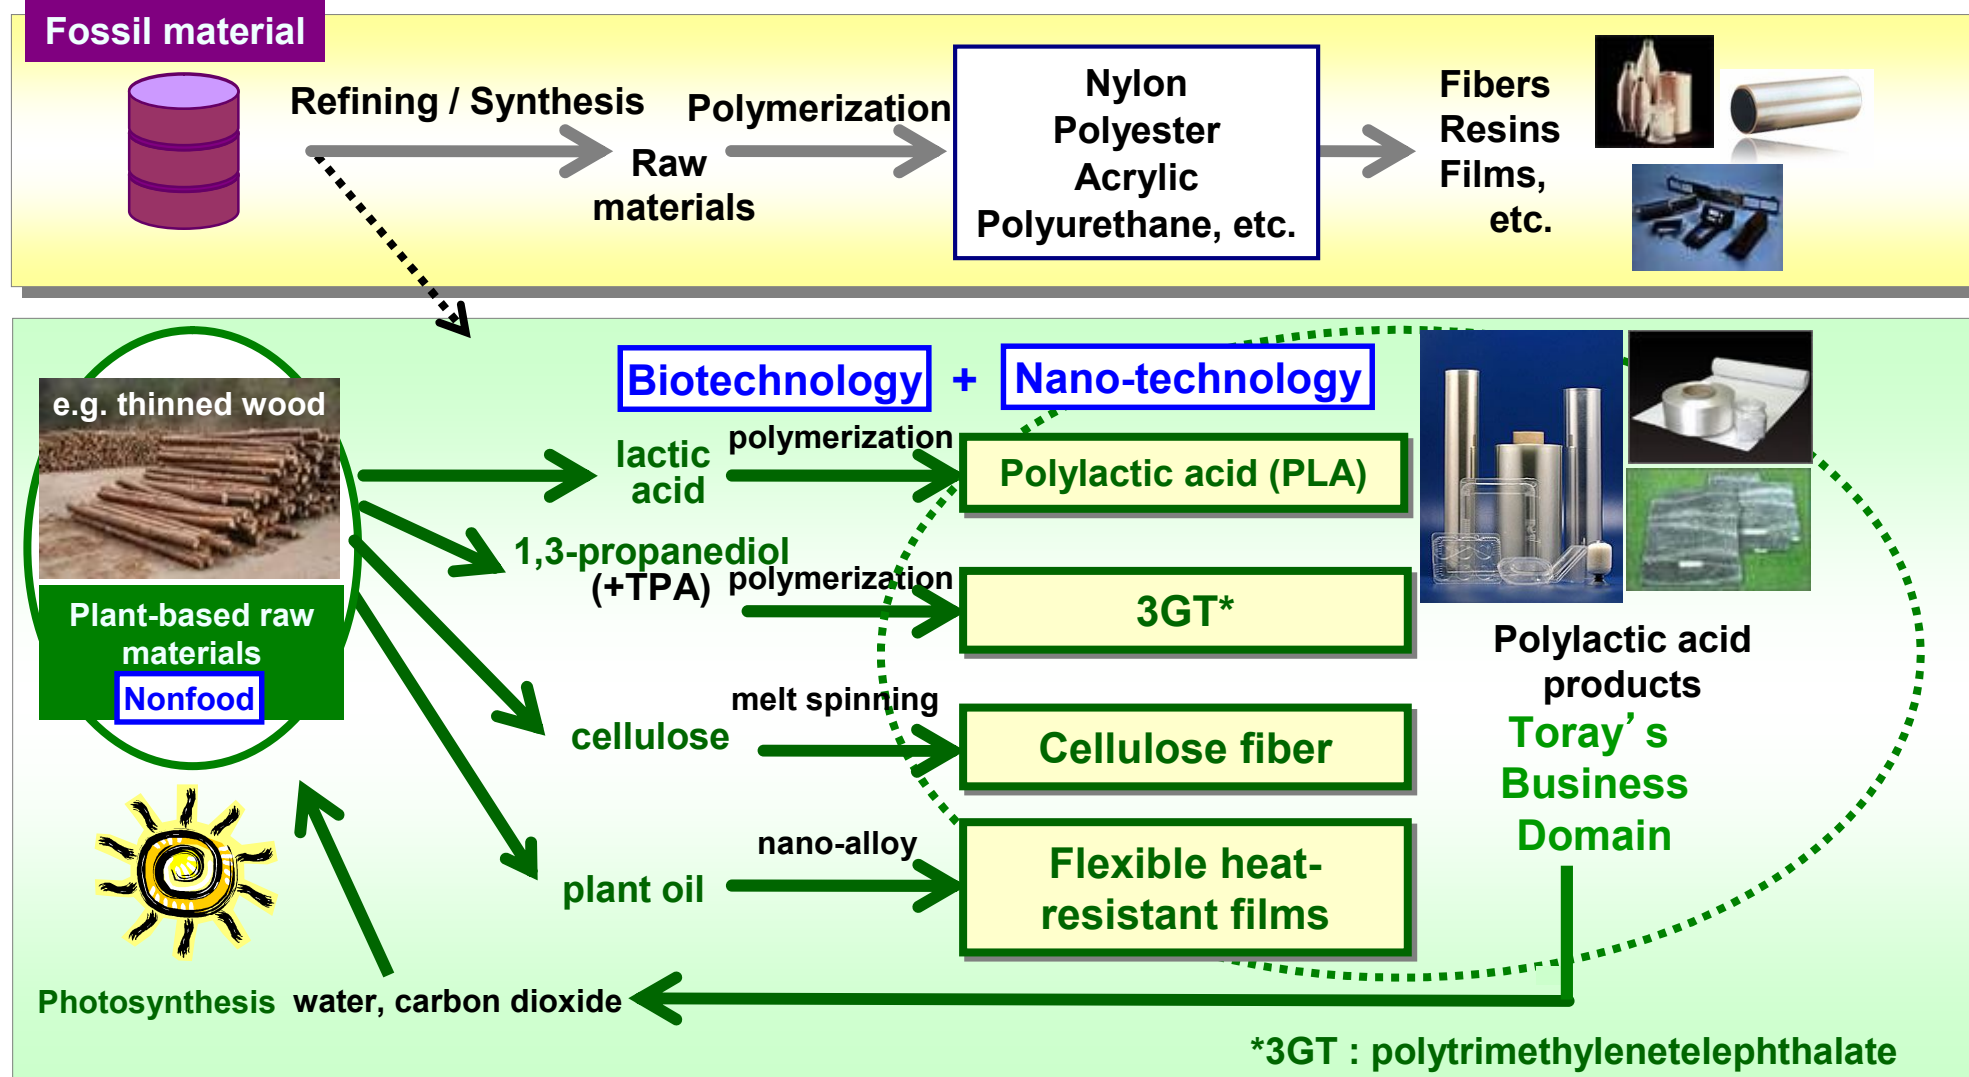 Fossil material
Refining / Synthesis
Raw
materials
Polymerization
Nylon
Polyester
Acrylic
Polyurethane, etc.
Fibers
Resins
Films,
etc.
Biotechnology + Nano-technology
e.g. thinned wood
Plant-based raw
materials
Nonfood
lactic
acid
polymerization
Polylactic acid (PLA)
1,3-propanediol
(+TPA)
polymerization
3GT*
cellulose
melt spinning
Cellulose fiber
plant oil
nano-alloy
Flexible heat-
resistant films
Polylactic acid
products
Toray’s
Business
Domain
Photosynthesis
water, carbon dioxide
*3GT : polytrimethylenetelephthalate